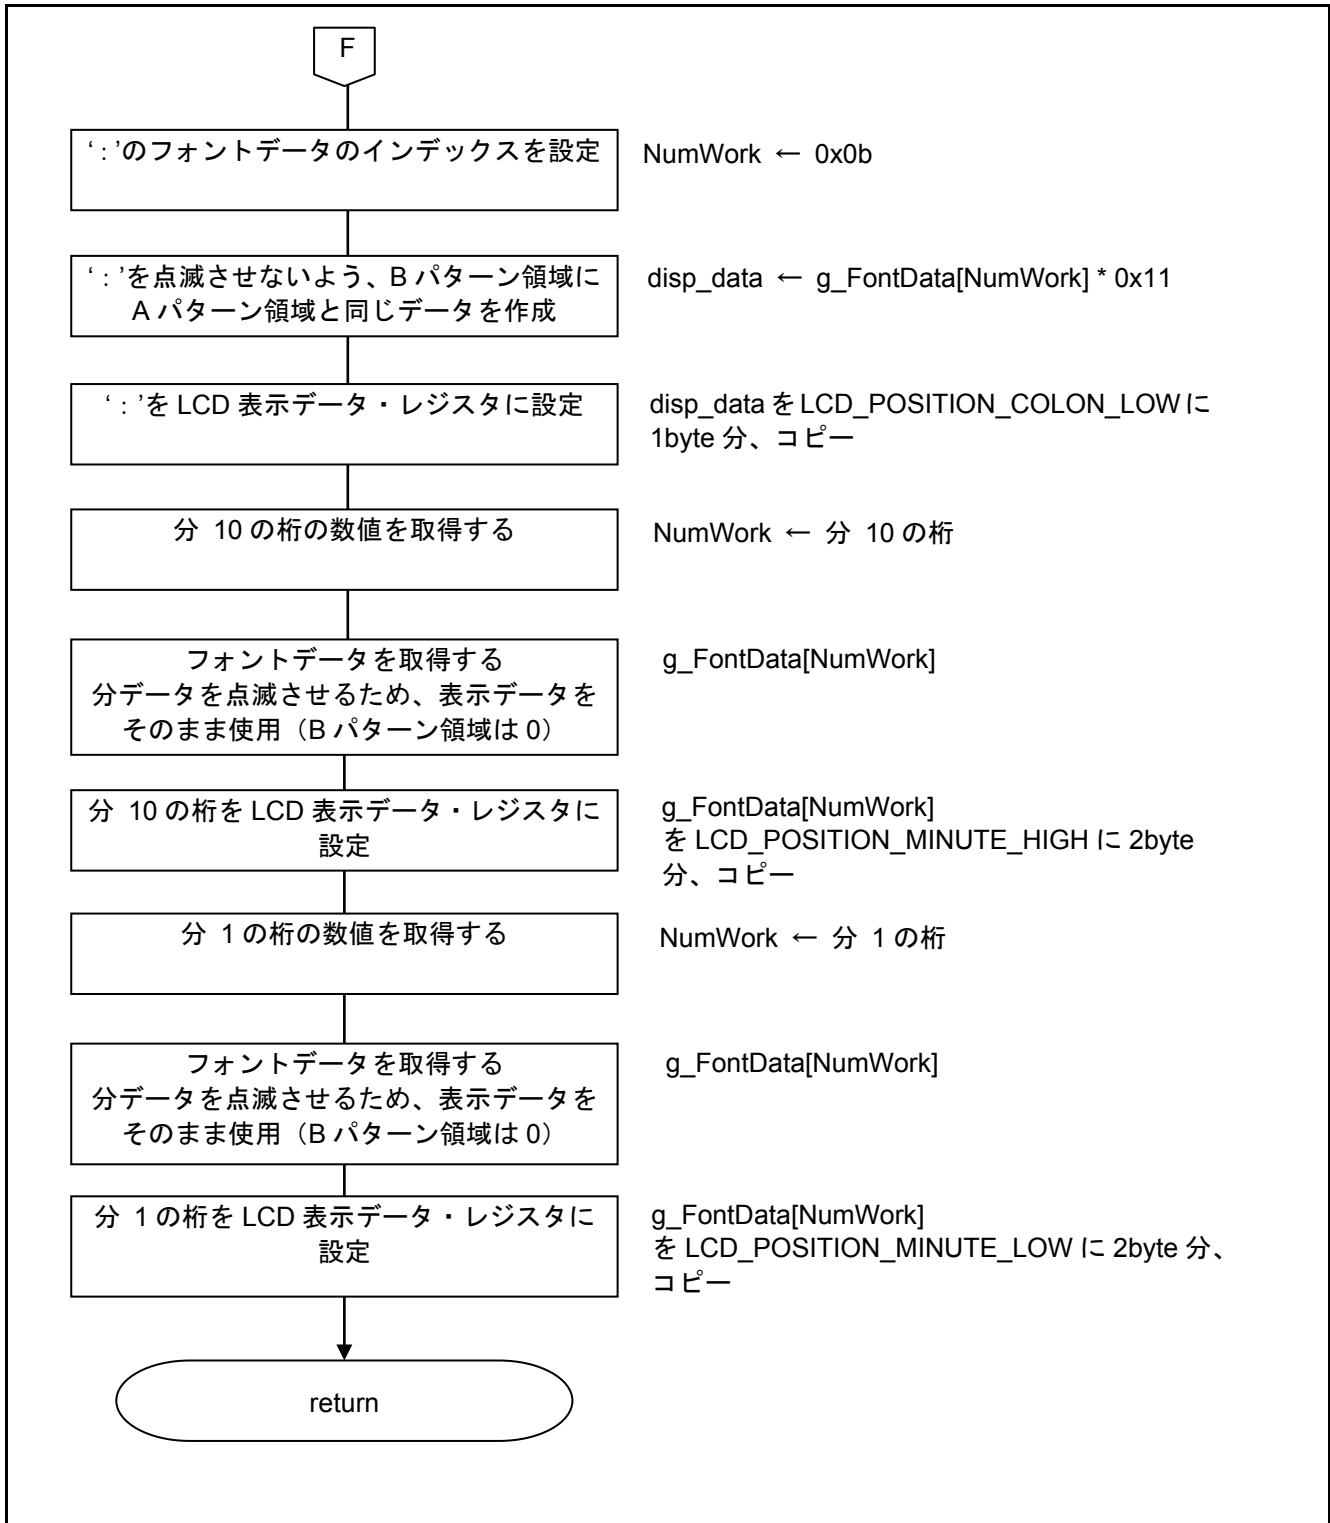 F
‘：’のフォントデータのインデックスを設定
NumWork ← 0x0b
‘：’を点滅させないよう、B パターン領域に
A パターン領域と同じデータを作成
disp_data ← g_FontData[NumWork] * 0x11
‘：’を LCD 表示データ・レジスタに設定
disp_data を LCD_POSITION_COLON_LOW に
1byte 分、コピー
分 10 の桁の数値を取得する
NumWork ← 分 10 の桁
フォントデータを取得する
分データを点滅させるため、表示データを
そのまま使用（B パターン領域は 0）
g_FontData[NumWork]
分 10 の桁を LCD 表示データ・レジスタに
設定
g_FontData[NumWork]
を LCD_POSITION_MINUTE_HIGH に 2byte
分、コピー
分 1 の桁の数値を取得する
NumWork ← 分 1 の桁
フォントデータを取得する
分データを点滅させるため、表示データを
そのまま使用（B パターン領域は 0）
g_FontData[NumWork]
分 1 の桁を LCD 表示データ・レジスタに
設定
g_FontData[NumWork]
を LCD_POSITION_MINUTE_LOW に 2byte 分、
コピー
return